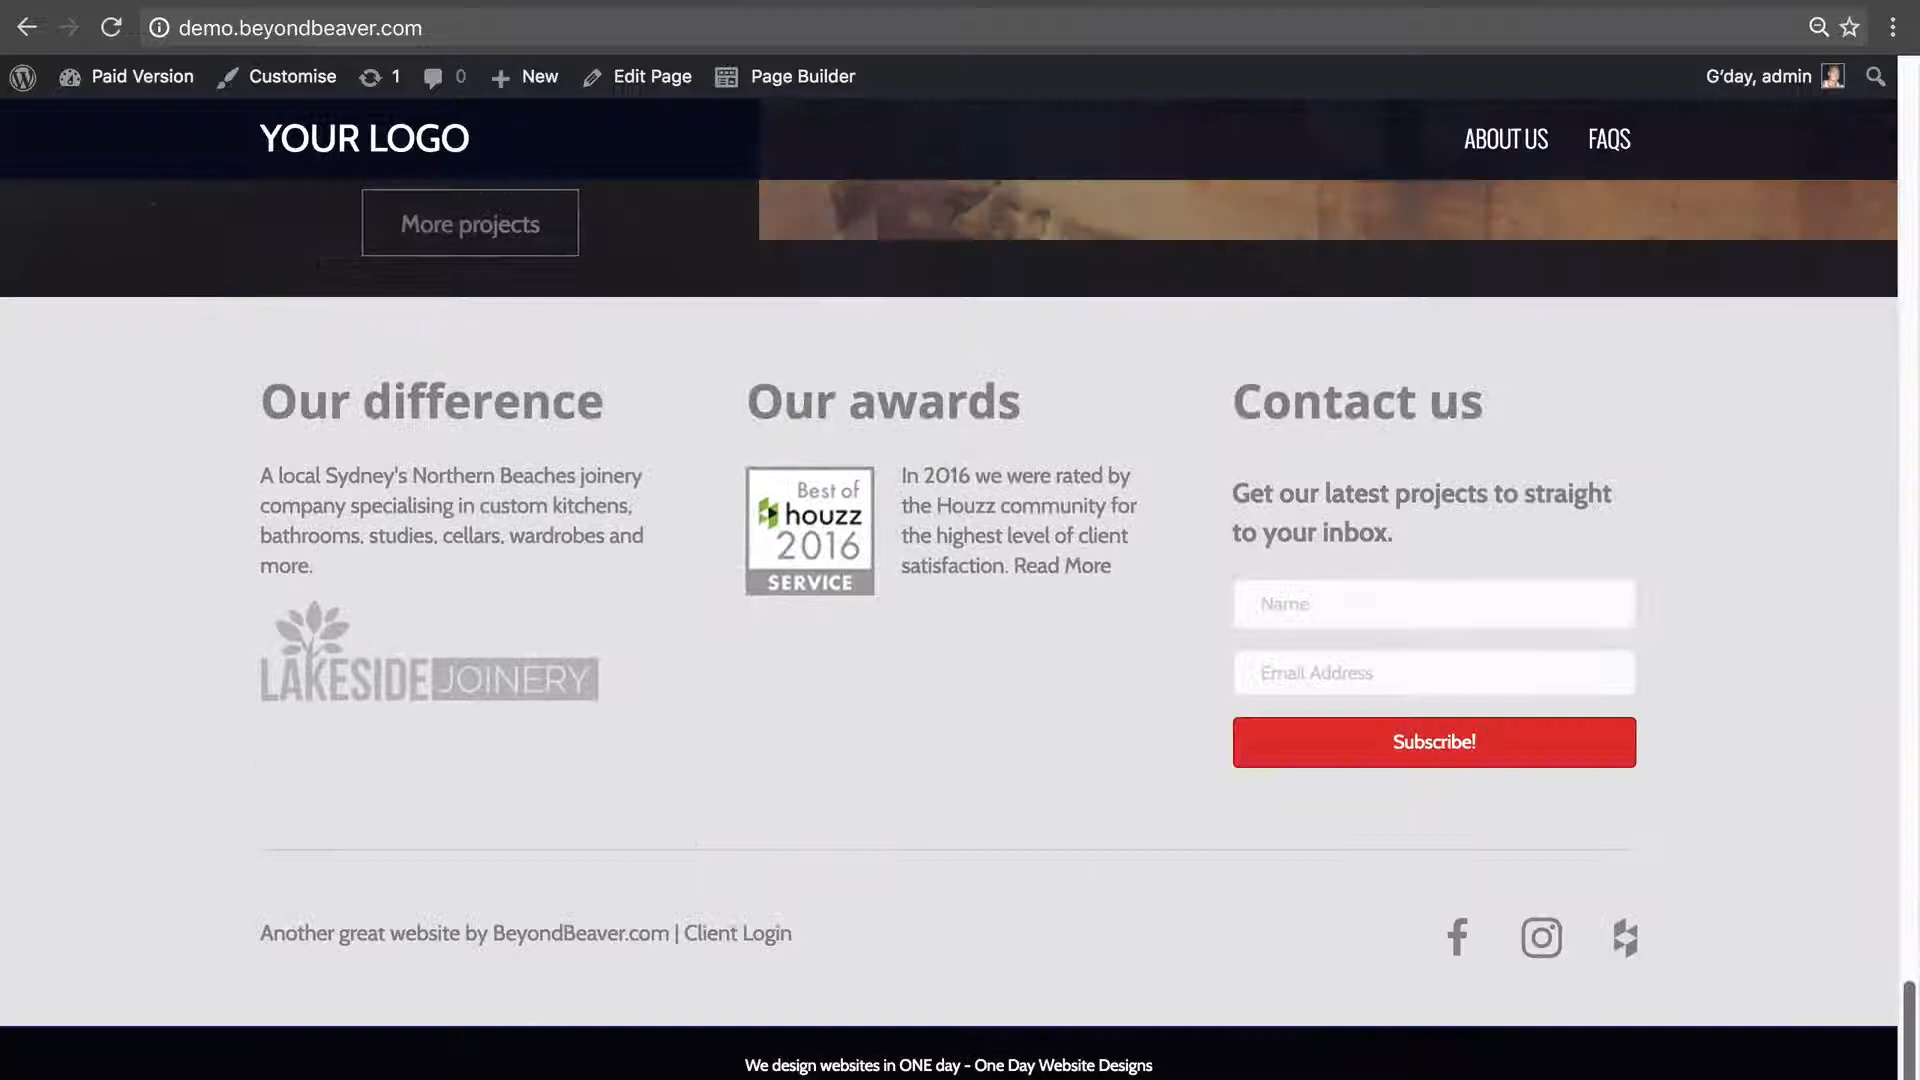 demo.beyondbeaver.com
Paid Version Customise 1 0 New Edit Page Page Builder G'day, admin
YOUR LOGO ABOUT US FAQS
More projects
Our difference
A local Sydney's Northern Beaches joinery
company specialising in custom kitchens,
bathrooms, studies, cellars, wardrobes and
more.
LAKESIDE JOINERY
Our awards
Best of
houzz
2016
SERVICE
In 2016 we were rated by
the Houzz community for
the highest level of client
satisfaction. Read More
Contact us
Get our latest projects to straight
to your inbox.
Name
Email Address
Subscribe!
Another great website by BeyondBeaver.com | Client Login
We design websites in ONE day - One Day Website Designs